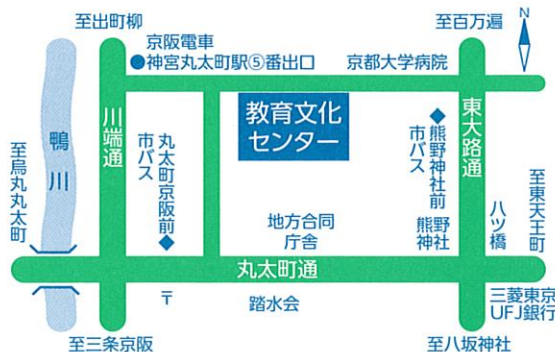 至出町柳
至百万遍
N
京阪電車
●神宮丸太町駅⑤番出口
京都大学病院
教育文化
センター
川端通
東大路通
鴨川
至烏丸丸太町
丸太町京阪前◆
市バス
◆熊野神社前
市バス
熊野
神社
八ツ橋
至東天王町
地方合同
庁舎
丸太町通
〒
踏水会
三菱東京
UFJ銀行
至三条京阪
至八坂神社